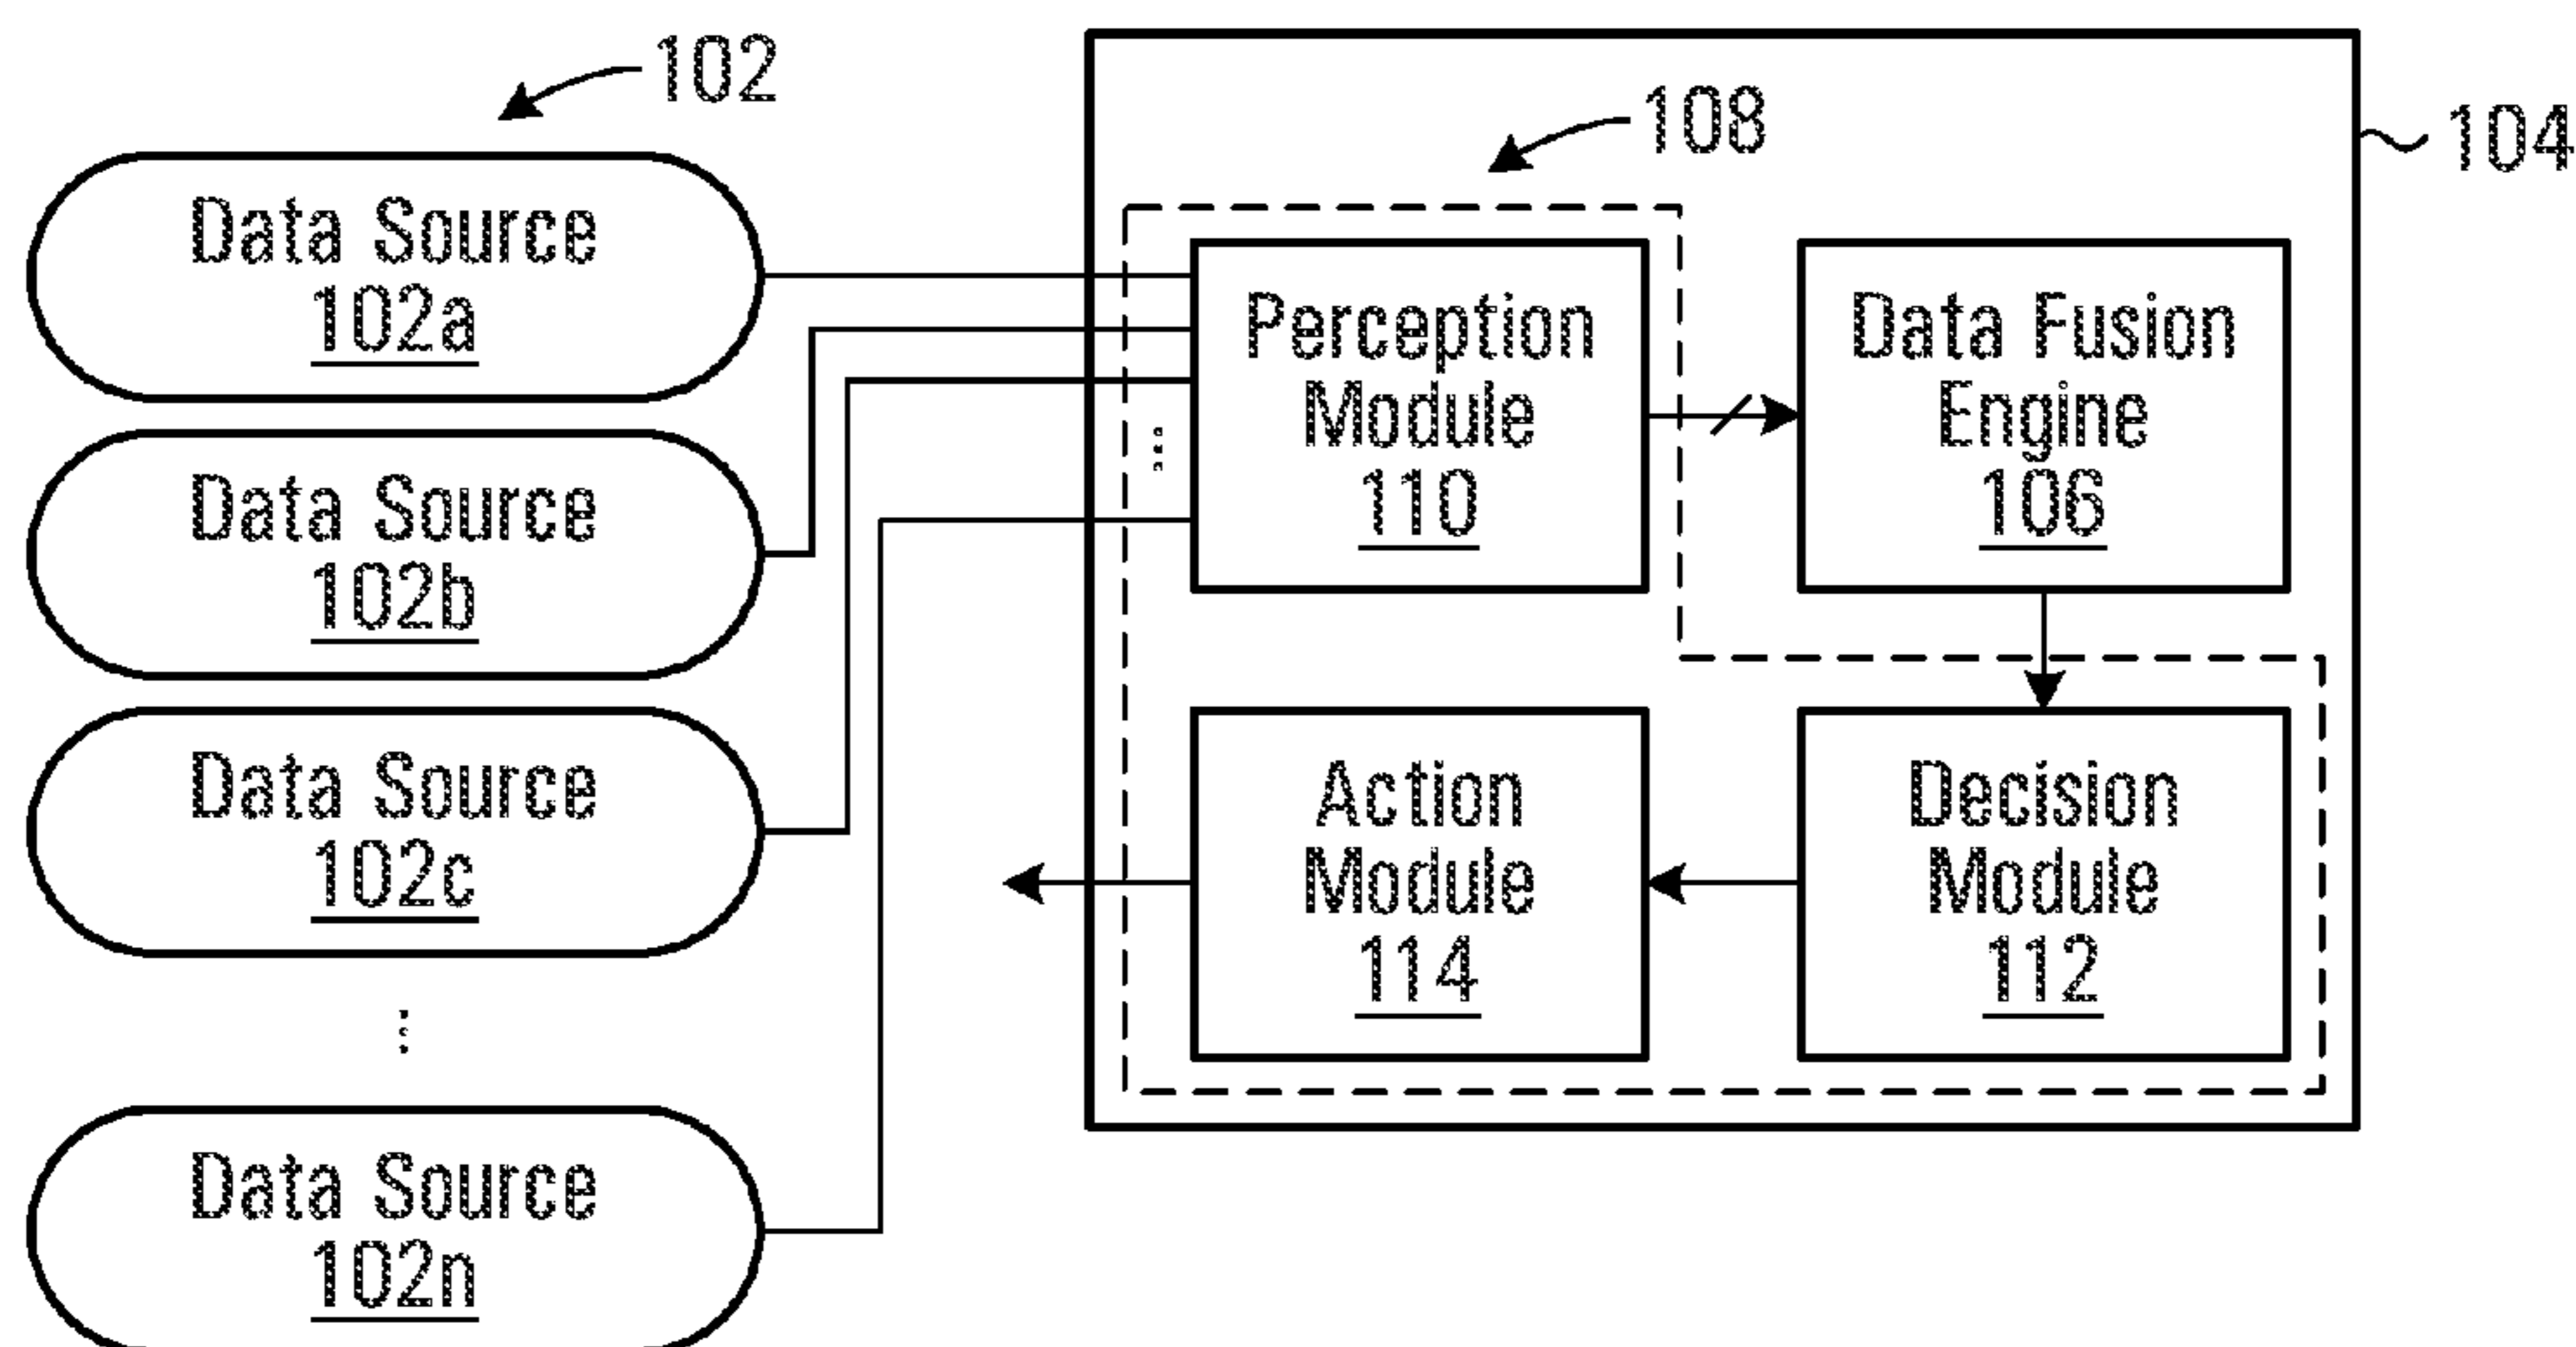 102
108
104
Data Source
102a
Data Source
102b
Data Source
102c
Data Source
102n
Perception
Module
110
Data Fusion
Engine
106
Action
Module
114
Decision
Module
112